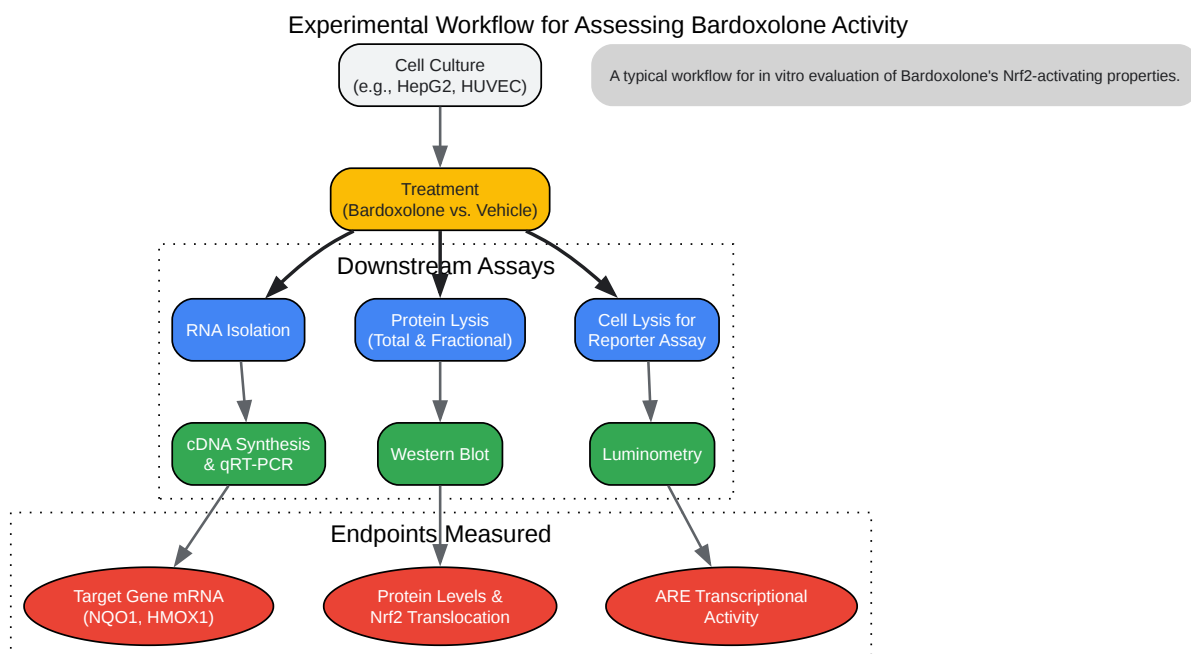 Experimental Workflow for Assessing Bardoxolone Activity
Cell Culture
(e.g., HepG2, HUVEC)
A typical workflow for in vitro evaluation of Bardoxolone's Nrf2-activating properties.
Treatment
(Bardoxolone vs. Vehicle)
Downstream Assays
RNA Isolation
Protein Lysis
(Total & Fractional)
Cell Lysis for
Reporter Assay
cDNA Synthesis
& qRT-PCR
Western Blot
Luminometry
Endpoints Measured
Target Gene mRNA
(NQO1, HMOX1)
Protein Levels &
Nrf2 Translocation
ARE Transcriptional
Activity